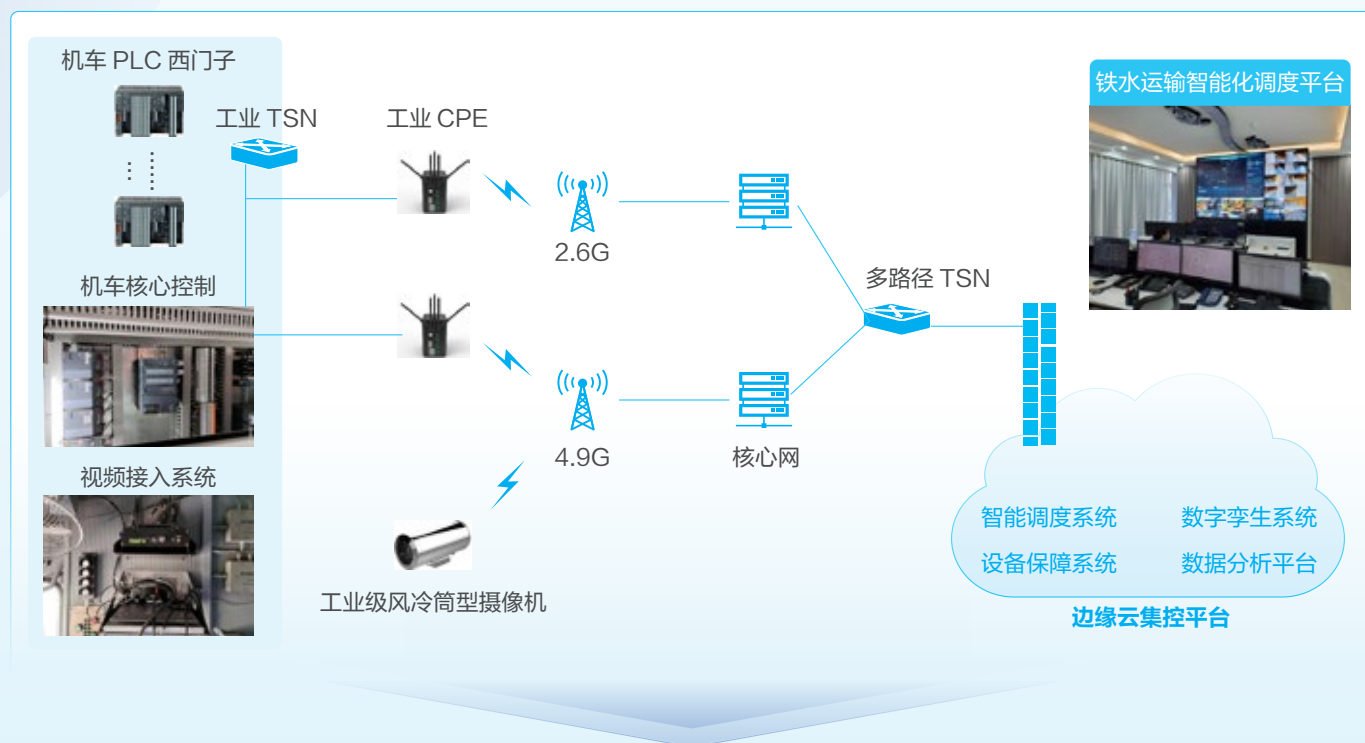 机车 PLC 西门子
工业 TSN
工业 CPE
铁水运输智能化调度平台
2.6G
机车核心控制
多路径 TSN
视频接入系统
4.9G
核心网
智能调度系统
数字孪生系统
设备保障系统
数据分析平台
工业级风冷筒型摄像机
边缘云集控平台